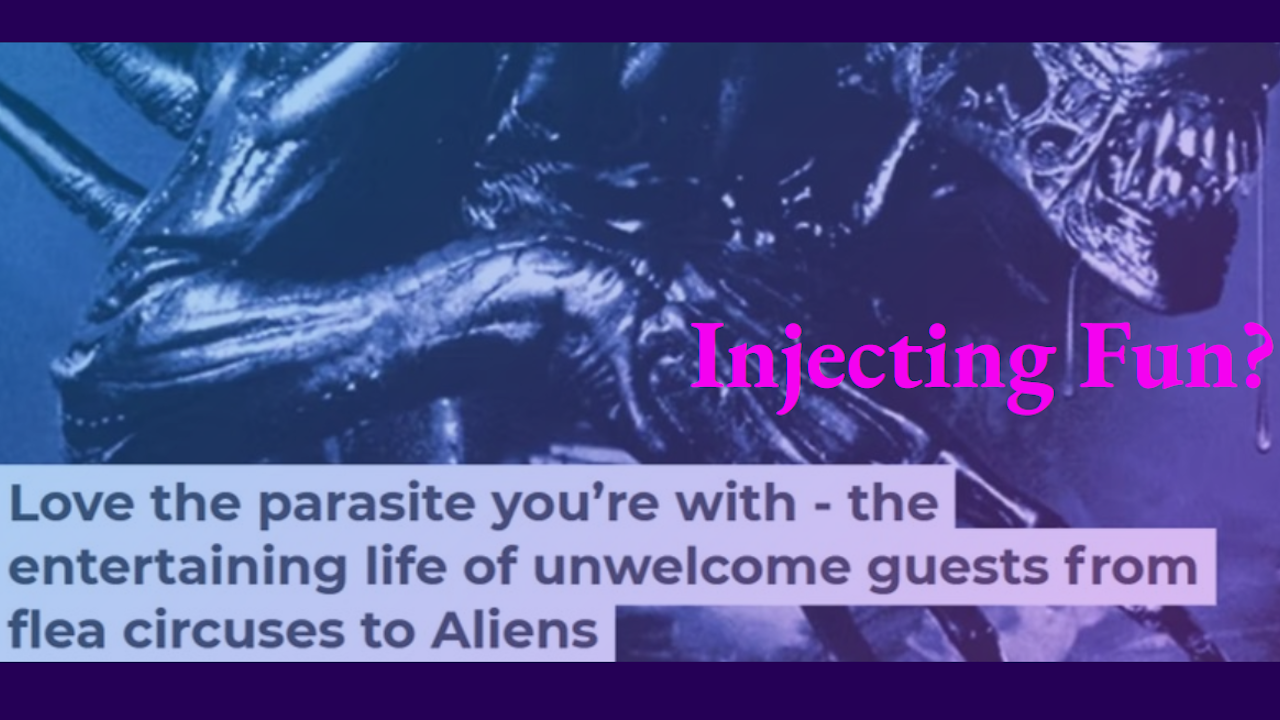 Injecting Fun?
Love the parasite you’re with - the
entertaining life of unwelcome guests from
flea circuses to Aliens